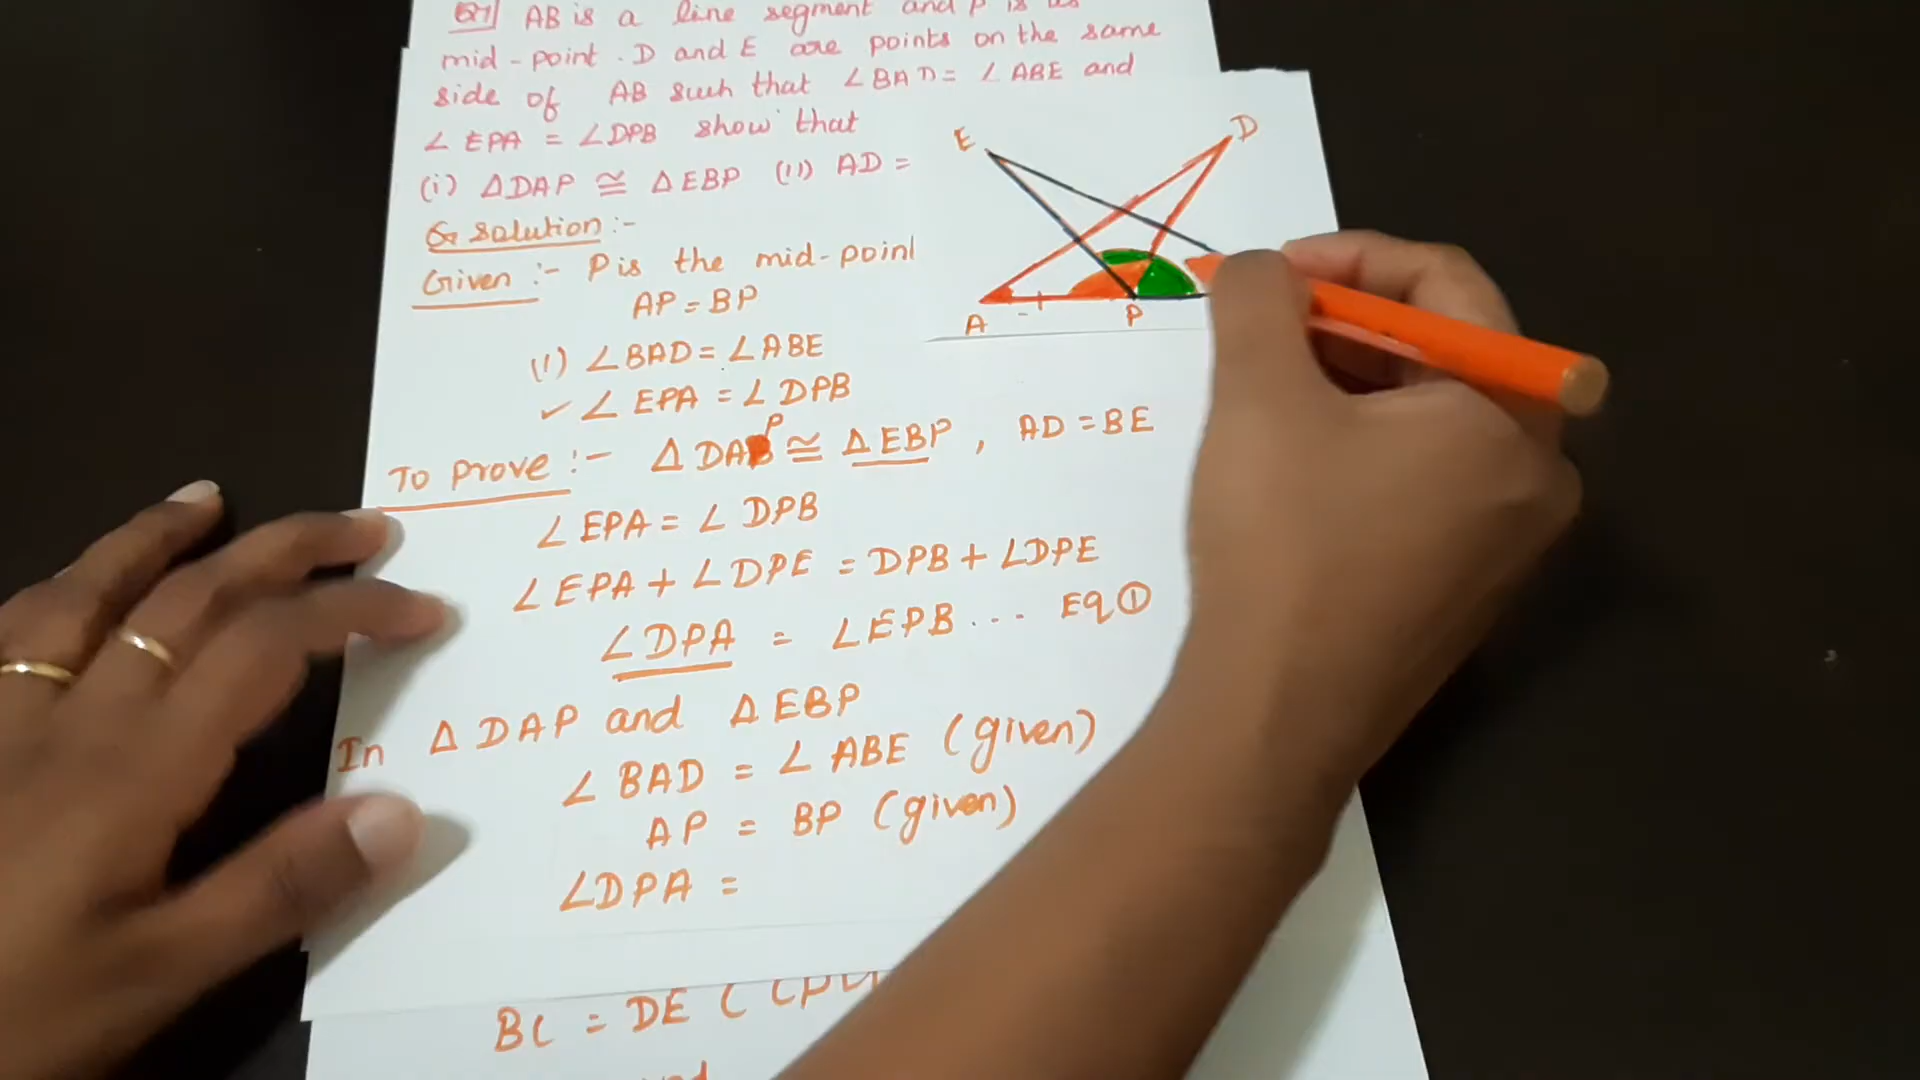 Q7] AB is a line segment and P is its
mid-point . D and E are points on the same
side of AB such that ∠BAD = ∠ABE and
∠EPA = ∠DPB show that
(i) ΔDAP ≅ ΔEBP (ii) AD =
Solution :-
Given :- P is the mid-point
AP = BP
(1) ∠BAD = ∠ABE
✓ ∠EPA = ∠DPB
To prove :- ΔDAP ≅ ΔEBP , AD = BE
∠EPA = ∠DPB
∠EPA + ∠DPE = DPB + ∠DPE
∠DPA = ∠EPB ... Eq ①
In ΔDAP and ΔEBP
∠BAD = ∠ABE (given)
AP = BP (given)
∠DPA =
BC = DE (
E
D
A
P